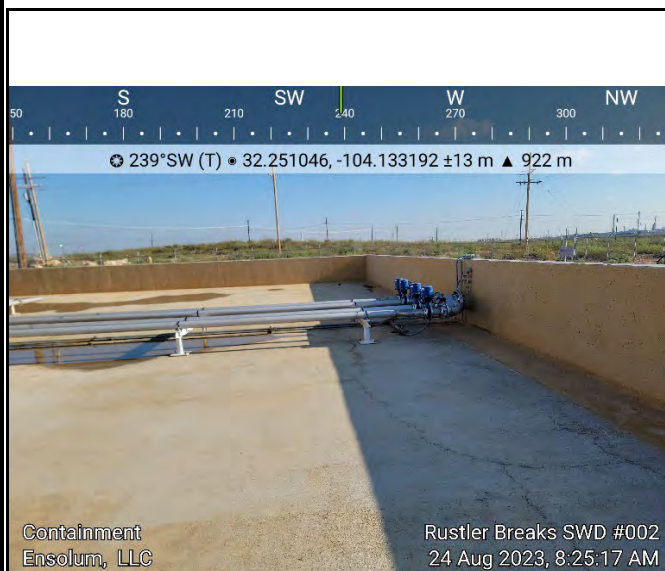 S SW W NW
50 180 210 240 270 300
239°SW (T) 32.251046, -104.133192 ±13 m ▲ 922 m
Containment
Ensolum, LLC
Rustler Breaks SWD #002
24 Aug 2023, 8:25:17 AM